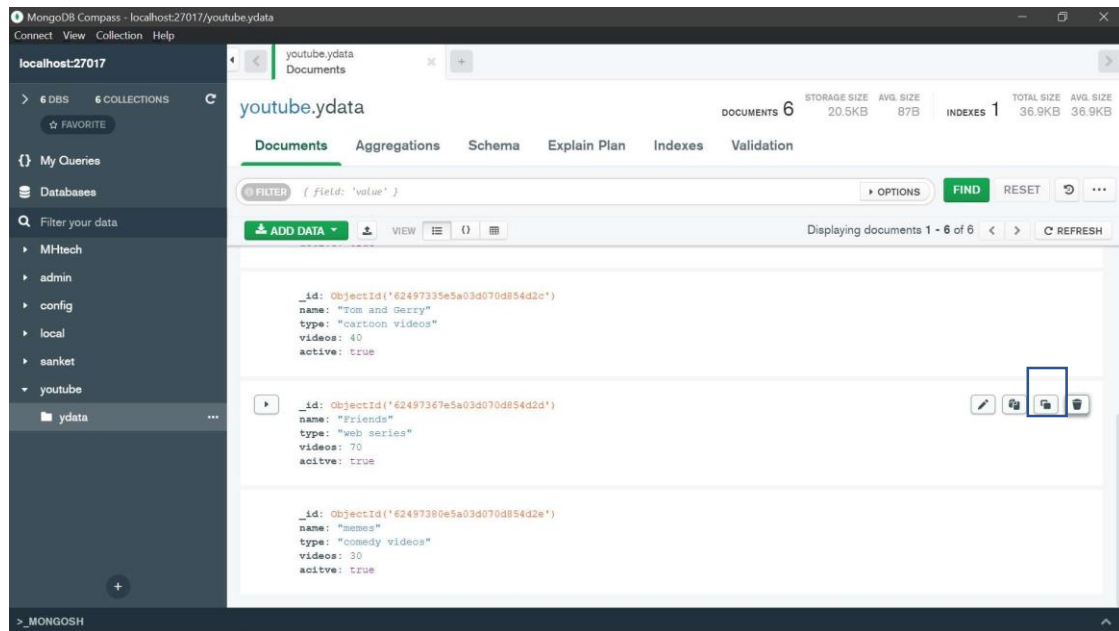 MongoDB Compass - localhost:27017/youtube.ydata
Connect View Collection Help
localhost:27017
6 DBS 6 COLLECTIONS
FAVORITE
{} My Queries
Databases
Filter your data
MHtech
admin
config
local
sanket
youtube
ydata
youtube.ydata
Documents
youtube.ydata
DOCUMENTS 6
STORAGE SIZE 20.5KB
AVG. SIZE 87B
INDEXES 1
TOTAL SIZE 36.9KB
AVG. SIZE 36.9KB
Documents Aggregations Schema Explain Plan Indexes Validation
FILTER { field: 'value' } OPTIONS FIND RESET
ADD DATA VIEW {} Displaying documents 1 - 6 of 6 < > REFRESH
_id: ObjectId('62497335e5a03d070d854d2c')
name: "Tom and Gerry"
type: "cartoon videos"
videos: 40
active: true
_id: ObjectId('62497367e5a03d070d854d2d')
name: "Friends"
type: "web series"
videos: 70
acitve: true
_id: ObjectId('62497380e5a03d070d854d2e')
name: "memes"
type: "comedy videos"
videos: 30
acitve: true
>_MONGOSH